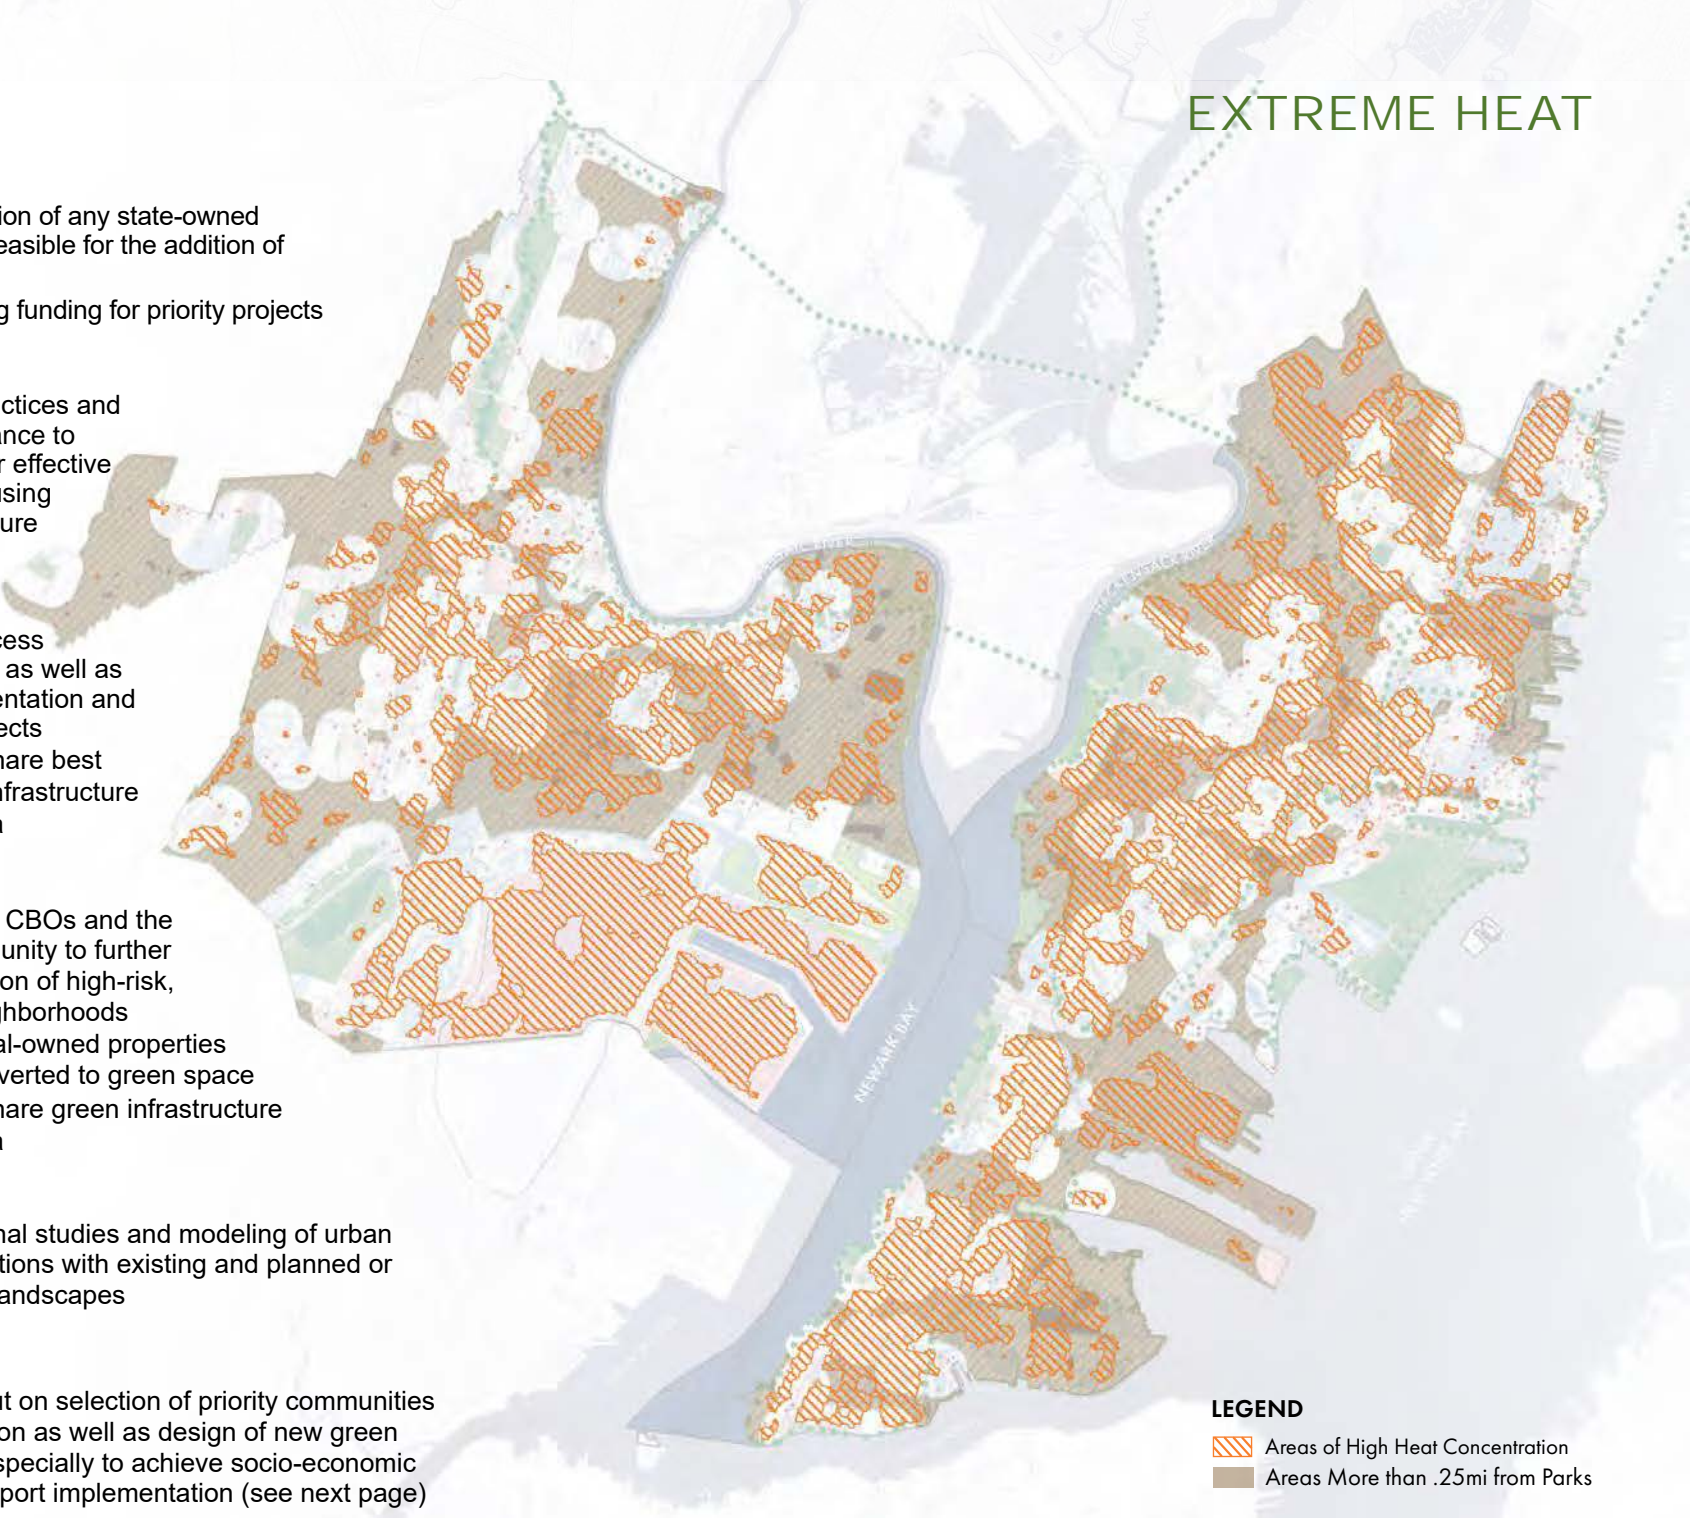 EXTREME HEAT
ion of any state-owned
easible for the addition of
g funding for priority projects
ctices and
ance to
r effective
using
ure
cess
as well as
entation and
ects
hare best
nfrastructure
a
CBOs and the
unity to further
on of high-risk,
ghborhoods
al-owned properties
verted to green space
hare green infrastructure
a
nal studies and modeling of urban
tions with existing and planned or
andscapes
ut on selection of priority communities
on as well as design of new green
specially to achieve socio-economic
port implementation (see next page)
HACKENSACK RIVER
NEWARK BAY
LEGEND
Areas of High Heat Concentration
Areas More than .25mi from Parks